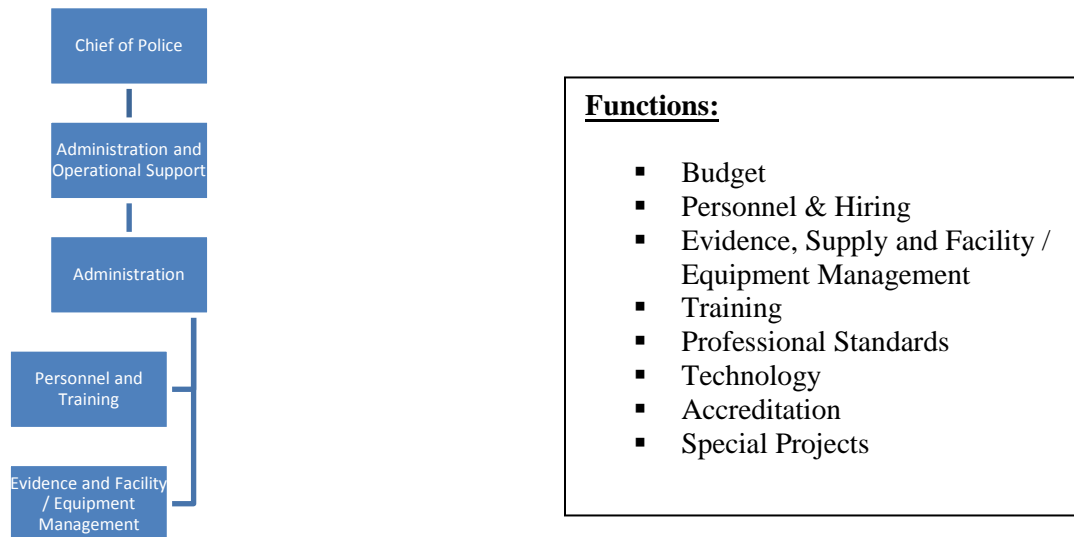 Chief of Police
Administration and
Operational Support
Administration
Personnel and
Training
Evidence and Facility
/ Equipment
Management
Functions:
▪ Budget
▪ Personnel & Hiring
▪ Evidence, Supply and Facility /
Equipment Management
▪ Training
▪ Professional Standards
▪ Technology
▪ Accreditation
▪ Special Projects